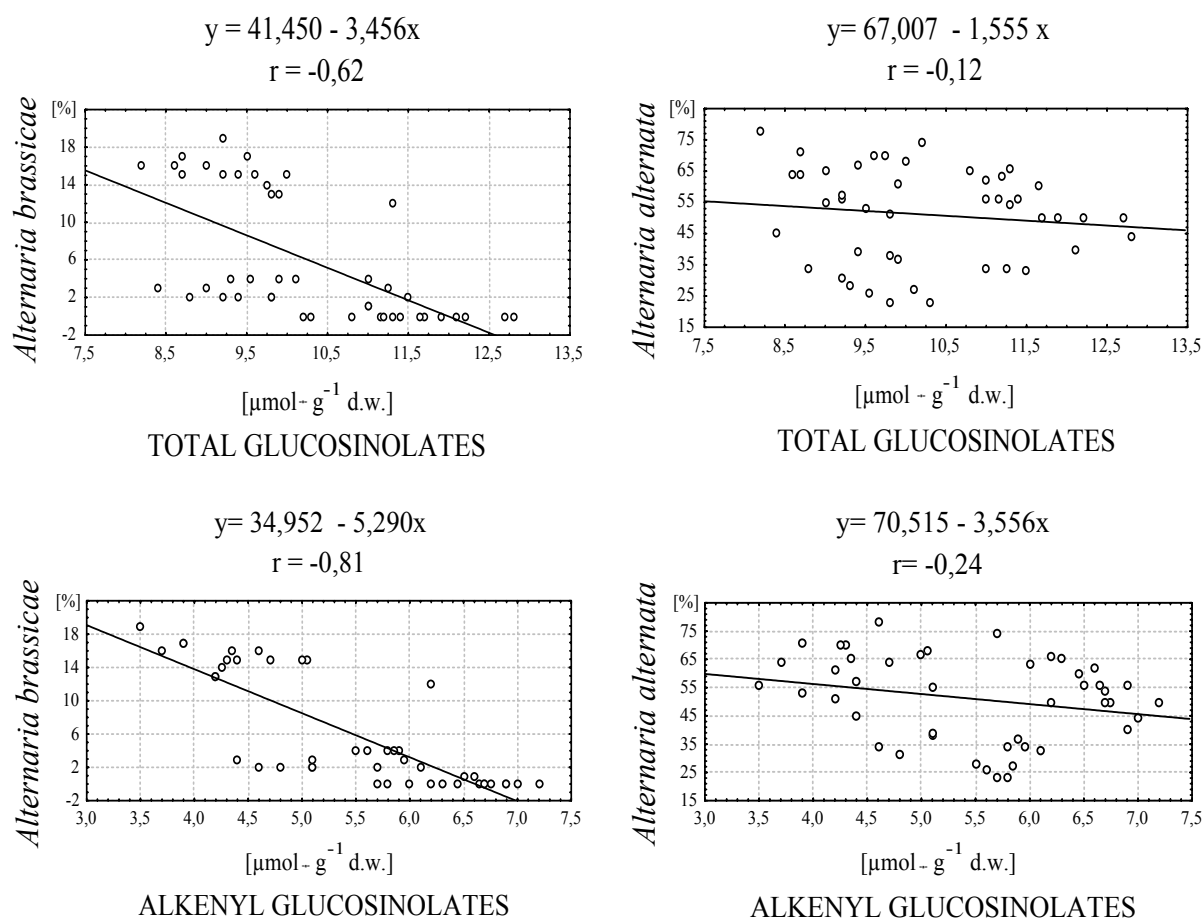 y = 41,450 - 3,456x
r = -0,62
[%]
Alternaria brassicae
18
14
10
6
2
-2
7,5 8,5 9,5 10,5 11,5 12,5 13,5
[µmol - g-1 d.w.]
TOTAL GLUCOSINOLATES
y= 67,007 - 1,555 x
r = -0,12
[%]
Alternaria alternata
75
65
55
45
35
25
15
7,5 8,5 9,5 10,5 11,5 12,5 13,5
[µmol - g-1 d.w.]
TOTAL GLUCOSINOLATES
y= 34,952 - 5,290x
r = -0,81
[%]
Alternaria brassicae
18
14
10
6
2
-2
3,0 3,5 4,0 4,5 5,0 5,5 6,0 6,5 7,0 7,5
[µmol - g-1 d.w.]
ALKENYL GLUCOSINOLATES
y= 70,515 - 3,556x
r= -0,24
[%]
Alternaria alternata
75
65
55
45
35
25
15
3,0 3,5 4,0 4,5 5,0 5,5 6,0 6,5 7,0 7,5
[µmol - g-1 d.w.]
ALKENYL GLUCOSINOLATES